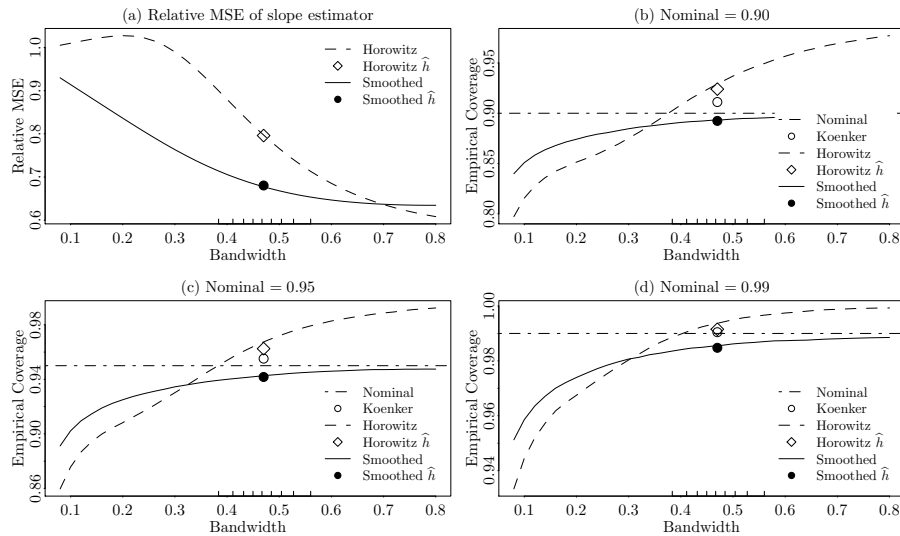 (a) Relative MSE of slope estimator
Relative MSE
1.0
0.9
0.8
0.7
0.6
Horowitz
Horowitz ĥ
Smoothed
Smoothed ĥ
0.1 0.2 0.3 0.4 0.5 0.6 0.7 0.8
Bandwidth
(b) Nominal = 0.90
Empirical Coverage
0.95
0.90
0.85
0.80
Nominal
Koenker
Horowitz
Horowitz ĥ
Smoothed
Smoothed ĥ
0.1 0.2 0.3 0.4 0.5 0.6 0.7 0.8
Bandwidth
(c) Nominal = 0.95
Empirical Coverage
0.98
0.94
0.90
0.86
Nominal
Koenker
Horowitz
Horowitz ĥ
Smoothed
Smoothed ĥ
0.1 0.2 0.3 0.4 0.5 0.6 0.7 0.8
Bandwidth
(d) Nominal = 0.99
Empirical Coverage
1.00
0.98
0.96
0.94
Nominal
Koenker
Horowitz
Horowitz ĥ
Smoothed
Smoothed ĥ
0.1 0.2 0.3 0.4 0.5 0.6 0.7 0.8
Bandwidth